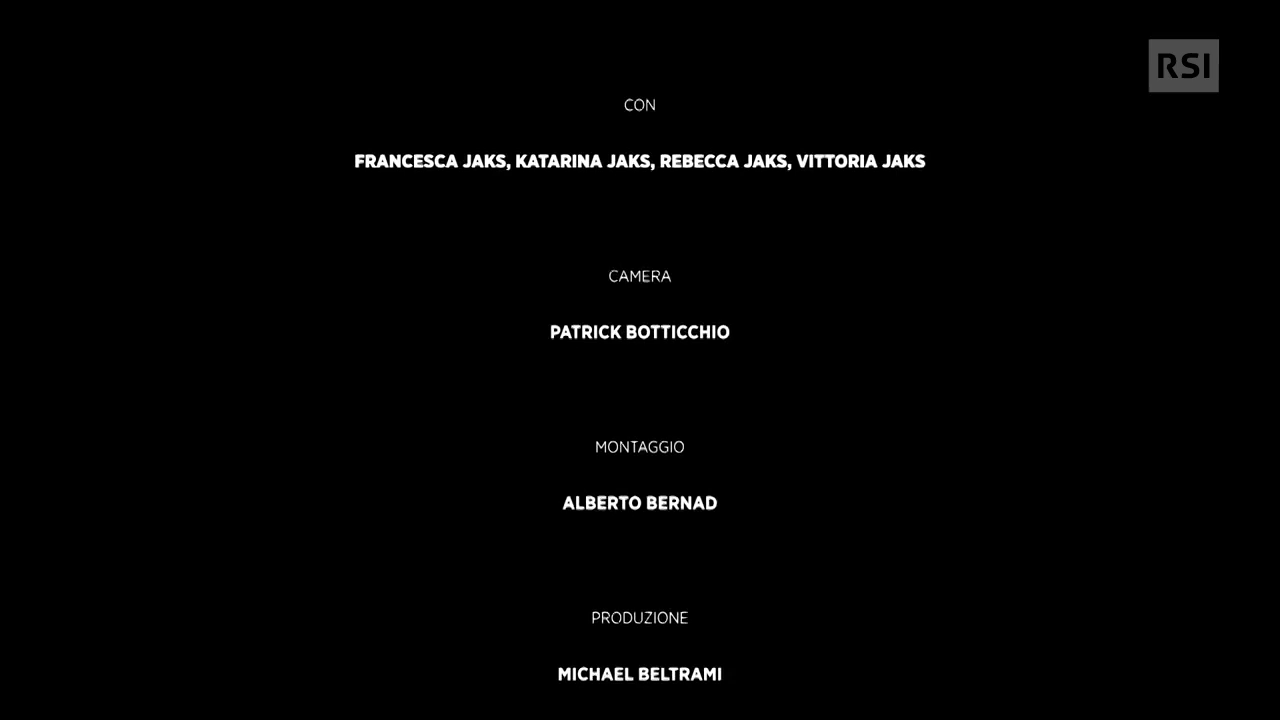 RSI
CON
FRANCESCA JAKS, KATARINA JAKS, REBECCA JAKS, VITTORIA JAKS
CAMERA
PATRICK BOTTICCHIO
MONTAGGIO
ALBERTO BERNAD
PRODUZIONE
MICHAEL BELTRAMI